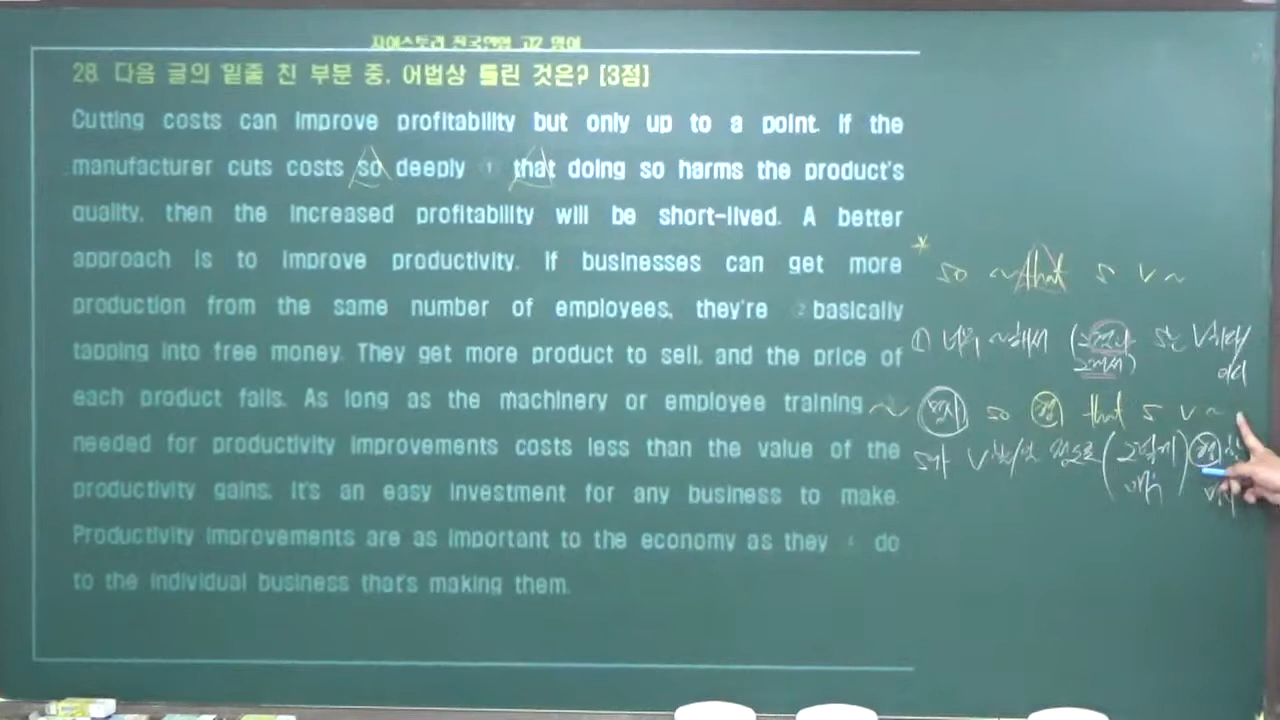 자이스토리 전국연합 고2 영어
28. 다음 글의 밑줄 친 부분 중, 어법상 틀린 것은? [3점]
Cutting costs can improve profitability but only up to a point. If the
manufacturer cuts costs so deeply ① that doing so harms the product's
quality, then the increased profitability will be short-lived. A better
approach is to improve productivity. If businesses can get more
production from the same number of employees, they're ② basically
tapping into free money. They get more product to sell, and the price of
each product falls. As long as the machinery or employee training
needed for productivity improvements costs less than the value of the
productivity gains, it's an easy investment for any business to make.
Productivity improvements are as important to the economy as they do
to the individual business that's making them.
* so ~ that S V ~
① 너무 ~해서
~ so 형 that S V ~